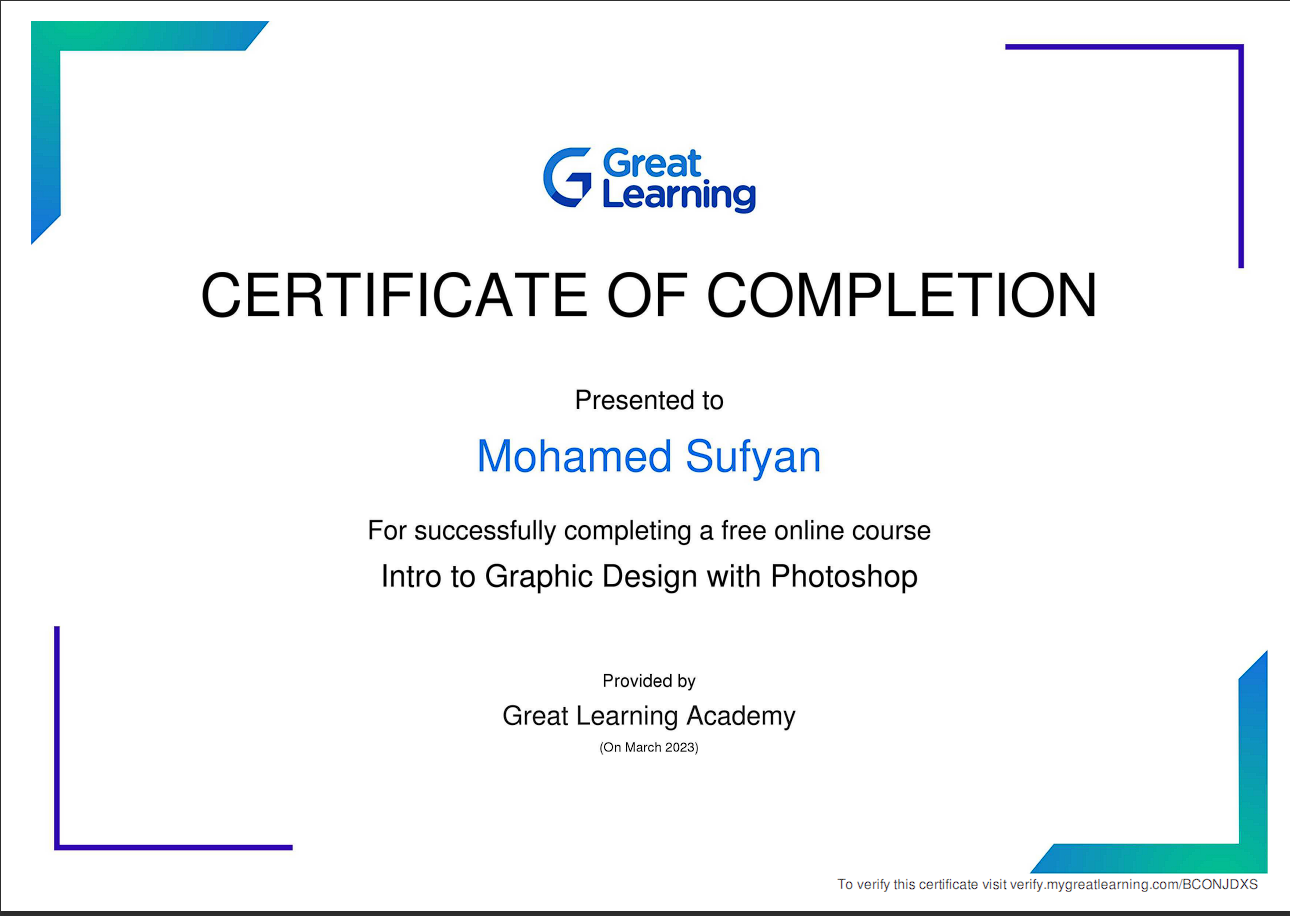 Great
Learning
CERTIFICATE OF COMPLETION
Presented to
Mohamed Sufyan
For successfully completing a free online course
Intro to Graphic Design with Photoshop
Provided by
Great Learning Academy
(On March 2023)
To verify this certificate visit verify.mygreatlearning.com/BCONJDXS